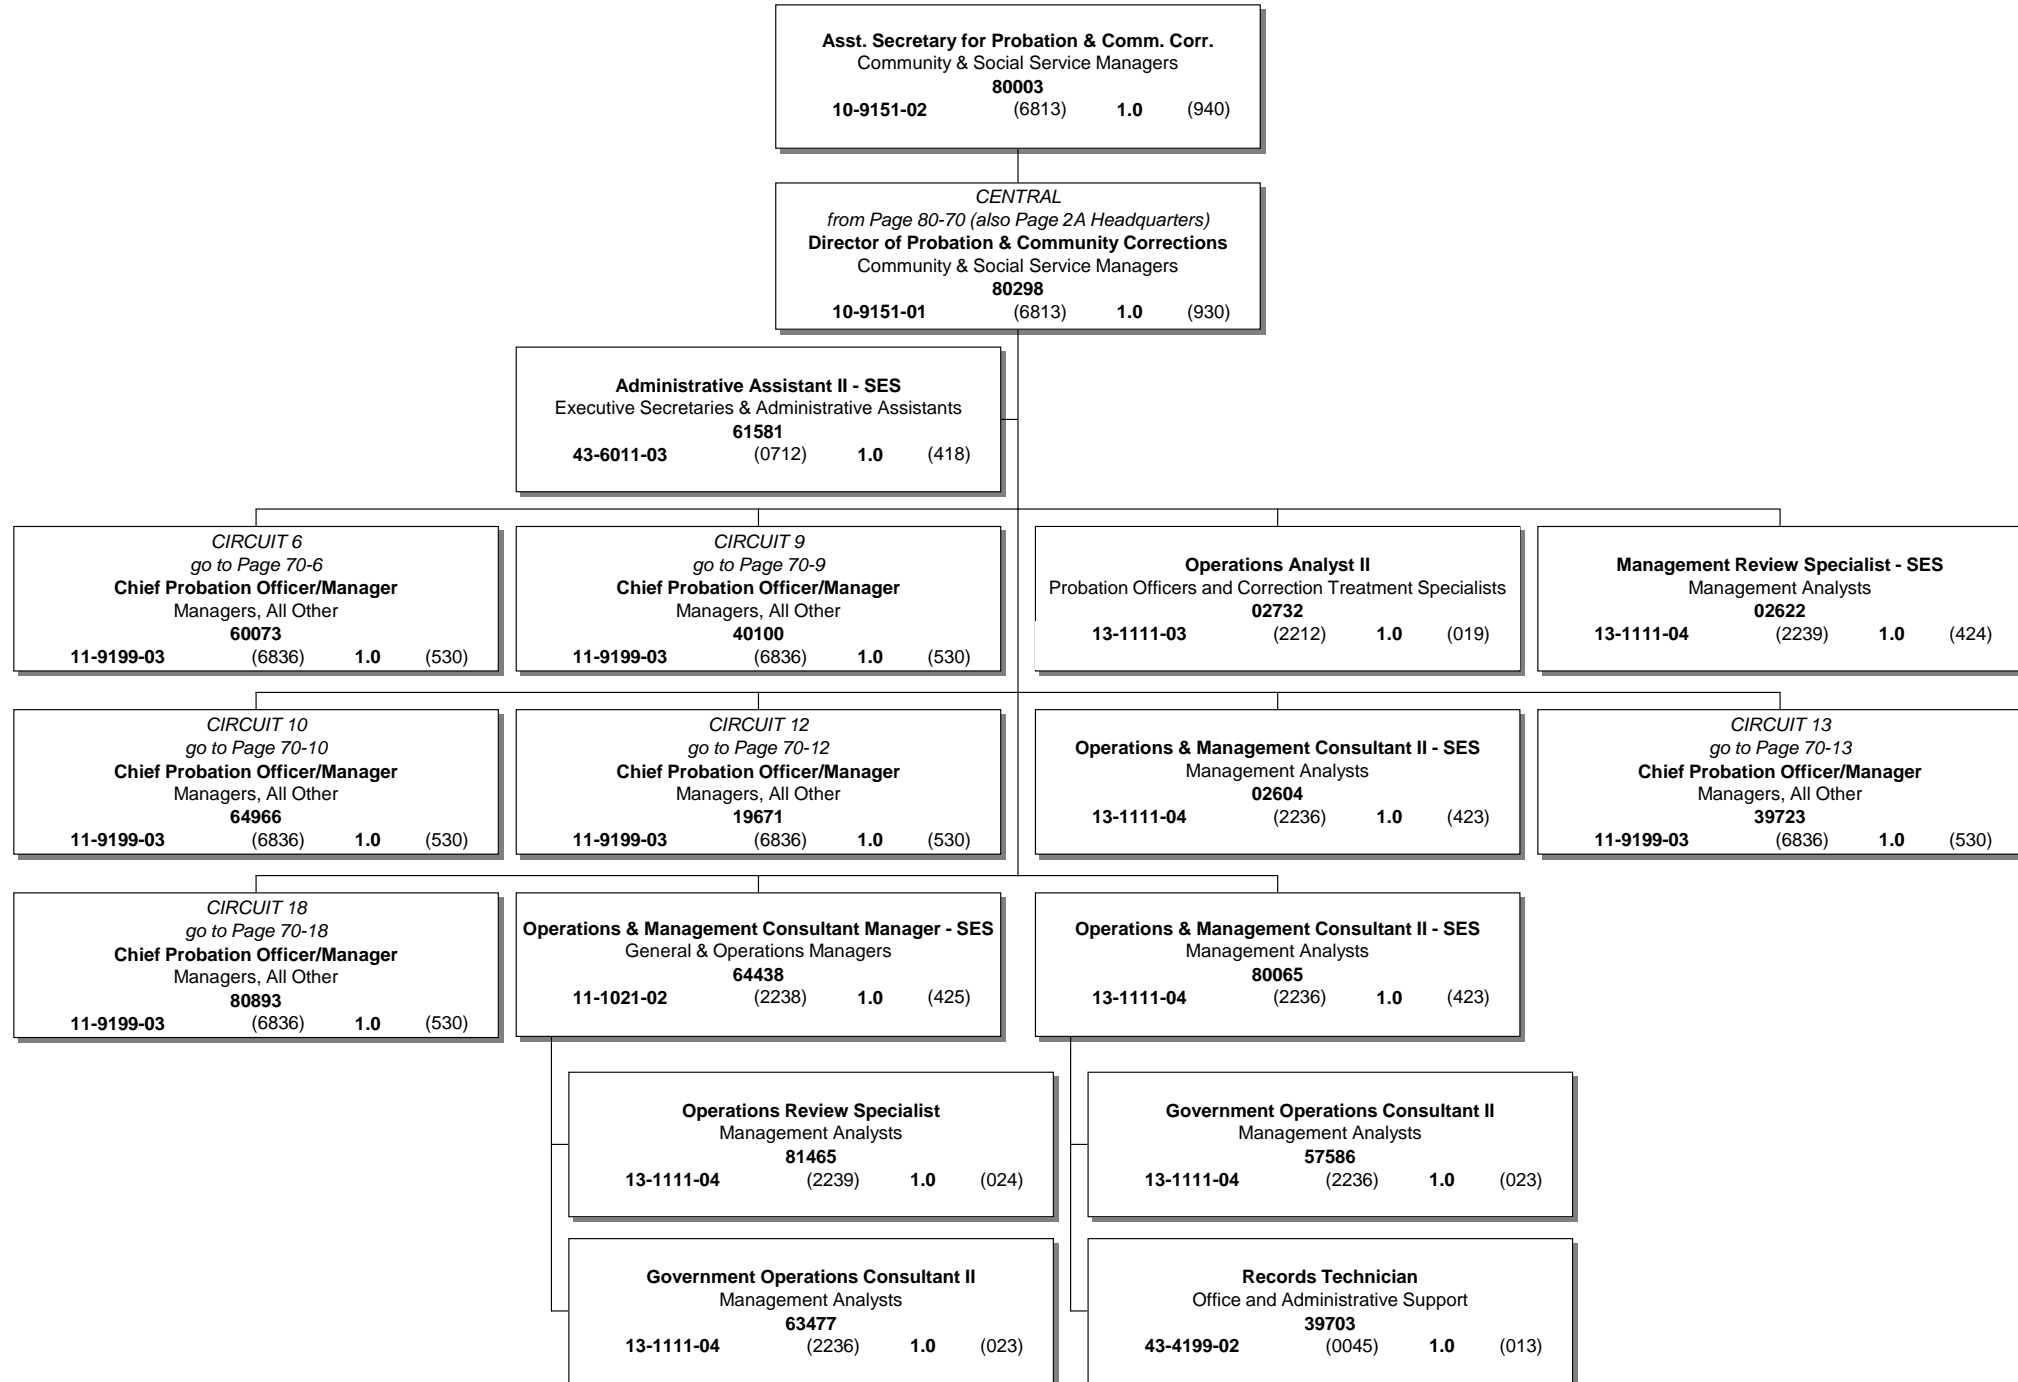 Asst. Secretary for Probation & Comm. Corr.
Community & Social Service Managers
80003
10-9151-02 (6813) 1.0 (940)
CENTRAL
from Page 80-70 (also Page 2A Headquarters)
Director of Probation & Community Corrections
Community & Social Service Managers
80298
10-9151-01 (6813) 1.0 (930)
Administrative Assistant II - SES
Executive Secretaries & Administrative Assistants
61581
43-6011-03 (0712) 1.0 (418)
CIRCUIT 6
go to Page 70-6
Chief Probation Officer/Manager
Managers, All Other
60073
11-9199-03 (6836) 1.0 (530)
CIRCUIT 9
go to Page 70-9
Chief Probation Officer/Manager
Managers, All Other
40100
11-9199-03 (6836) 1.0 (530)
Operations Analyst II
Probation Officers and Correction Treatment Specialists
02732
13-1111-03 (2212) 1.0 (019)
Management Review Specialist - SES
Management Analysts
02622
13-1111-04 (2239) 1.0 (424)
CIRCUIT 10
go to Page 70-10
Chief Probation Officer/Manager
Managers, All Other
64966
11-9199-03 (6836) 1.0 (530)
CIRCUIT 12
go to Page 70-12
Chief Probation Officer/Manager
Managers, All Other
19671
11-9199-03 (6836) 1.0 (530)
Operations & Management Consultant II - SES
Management Analysts
02604
13-1111-04 (2236) 1.0 (423)
CIRCUIT 13
go to Page 70-13
Chief Probation Officer/Manager
Managers, All Other
39723
11-9199-03 (6836) 1.0 (530)
CIRCUIT 18
go to Page 70-18
Chief Probation Officer/Manager
Managers, All Other
80893
11-9199-03 (6836) 1.0 (530)
Operations & Management Consultant Manager - SES
General & Operations Managers
64438
11-1021-02 (2238) 1.0 (425)
Operations & Management Consultant II - SES
Management Analysts
80065
13-1111-04 (2236) 1.0 (423)
Operations Review Specialist
Management Analysts
81465
13-1111-04 (2239) 1.0 (024)
Government Operations Consultant II
Management Analysts
57586
13-1111-04 (2236) 1.0 (023)
Government Operations Consultant II
Management Analysts
63477
13-1111-04 (2236) 1.0 (023)
Records Technician
Office and Administrative Support
39703
43-4199-02 (0045) 1.0 (013)